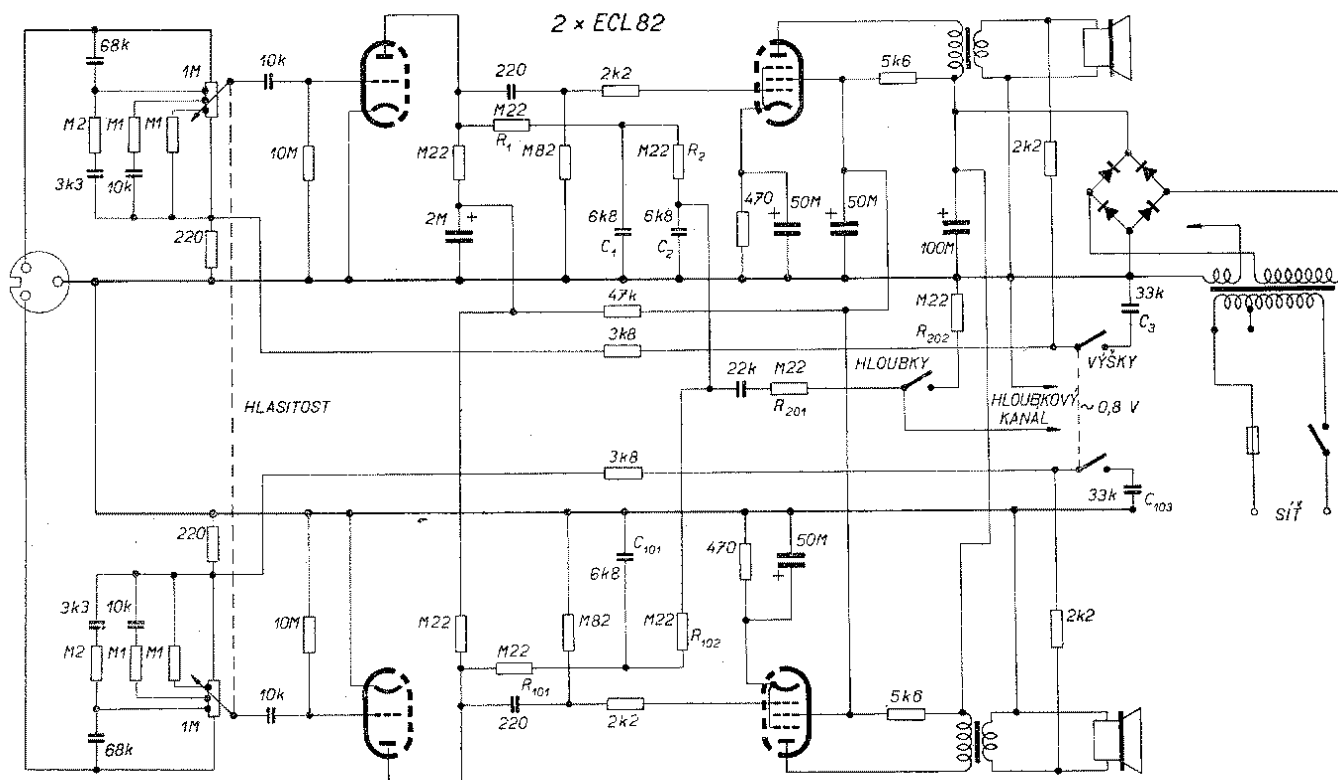 2 × ECL82
68k
1M
10k
M2
M1
M1
3k3
10k
220
10M
220
2k2
M22
R1
M22
M82
M22
R2
2M
+
6k8
C1
6k8
C2
5k6
470
+
50M
+
50M
+
100M
2k2
47k
3k8
M22
R202
33k
C3
VÝŠKY
HLOUBKY
22k
M22
R201
HLOUBKOVÝ
KANÁL
~0,8 V
HLASITOST
3k8
33k
C103
SÍŤ
220
C101
6k8
470
50M
+
3k3
10k
M2
M1
M1
10M
M22
M82
M22
R102
2k2
M22
R101
10k
1M
220
2k2
5k6
68k